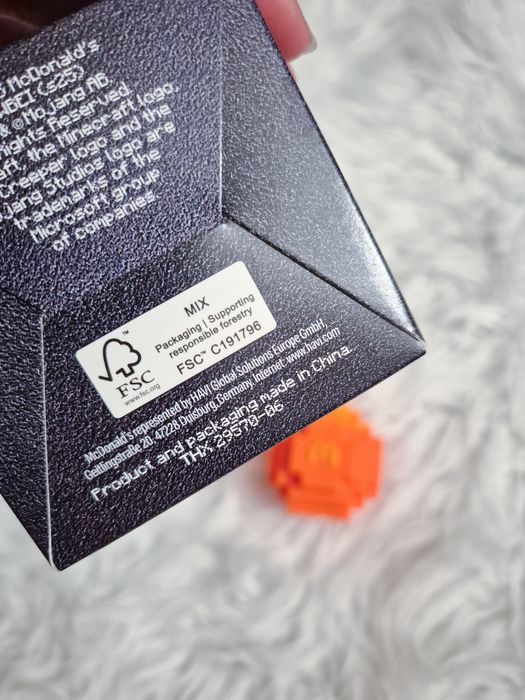 McDonald's
(s25)
& © Mojang AB.
Rights Reserved.
the Minecraft logo,
Creeper logo and the
Mojang Studios logo are
trademarks of the
Microsoft group
of companies.
MIX
Packaging | Supporting
responsible forestry
FSC™ C191796
™
FSC
www.fsc.org
McDonald's represented by HAVI Global Solutions Europe GmbH,
Geitlingstraße 20, 47228 Duisburg, Germany, Internet: www.havi.com
Product and packaging made in China.
THX 29570-06
M